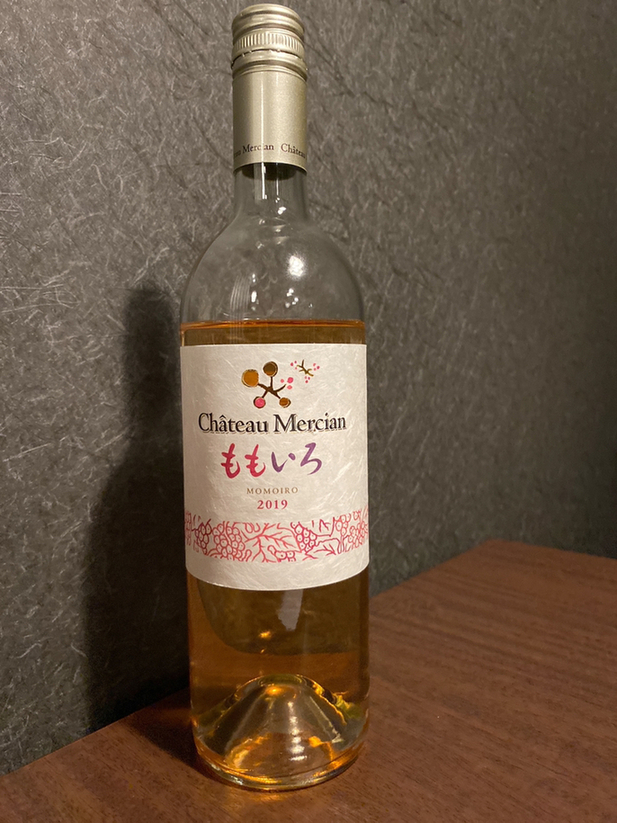 Mercian Château
Château Mercian
ももいろ
MOMOIRO
2019